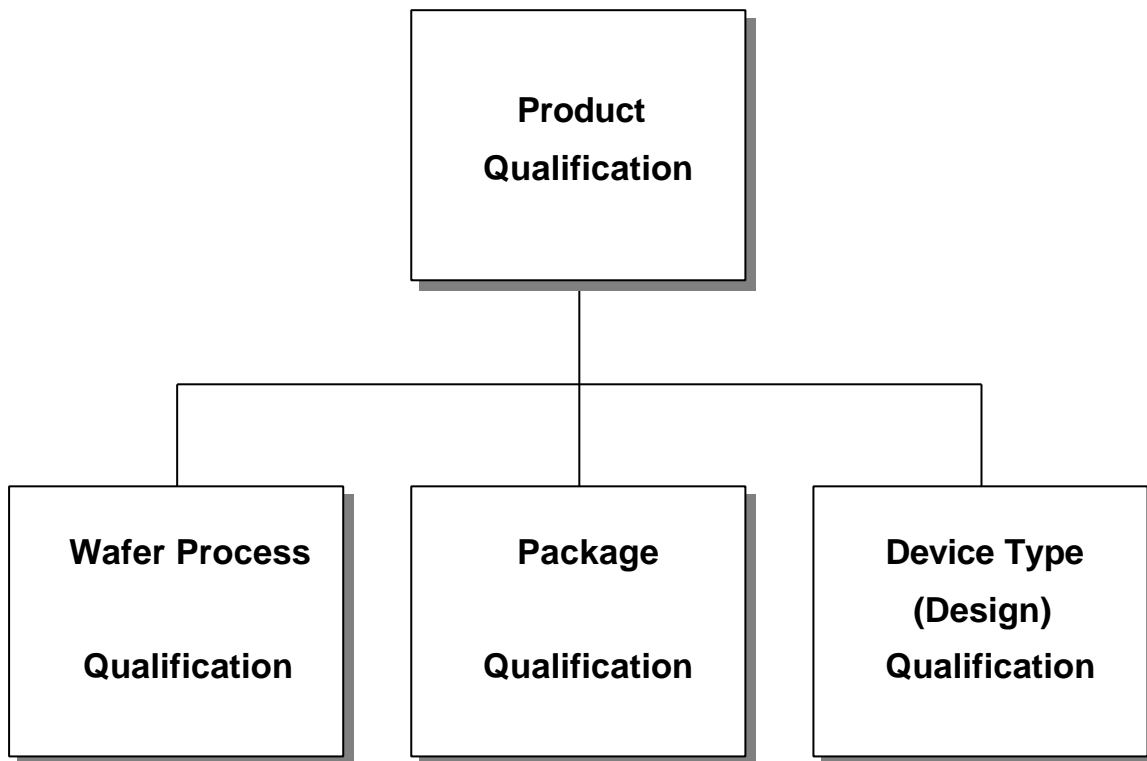 Product
Qualification
Wafer Process
Qualification
Package
Qualification
Device Type
(Design)
Qualification